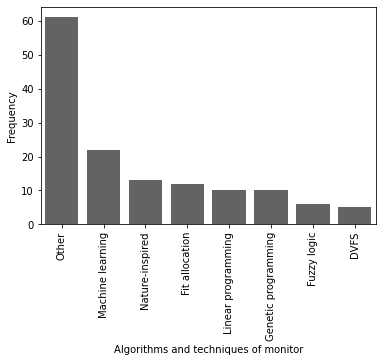 Frequency
60
50
40
30
20
10
0
Other
Machine learning
Nature-inspired
Fit allocation
Linear programming
Genetic programming
Fuzzy logic
DVFS
Algorithms and techniques of monitor